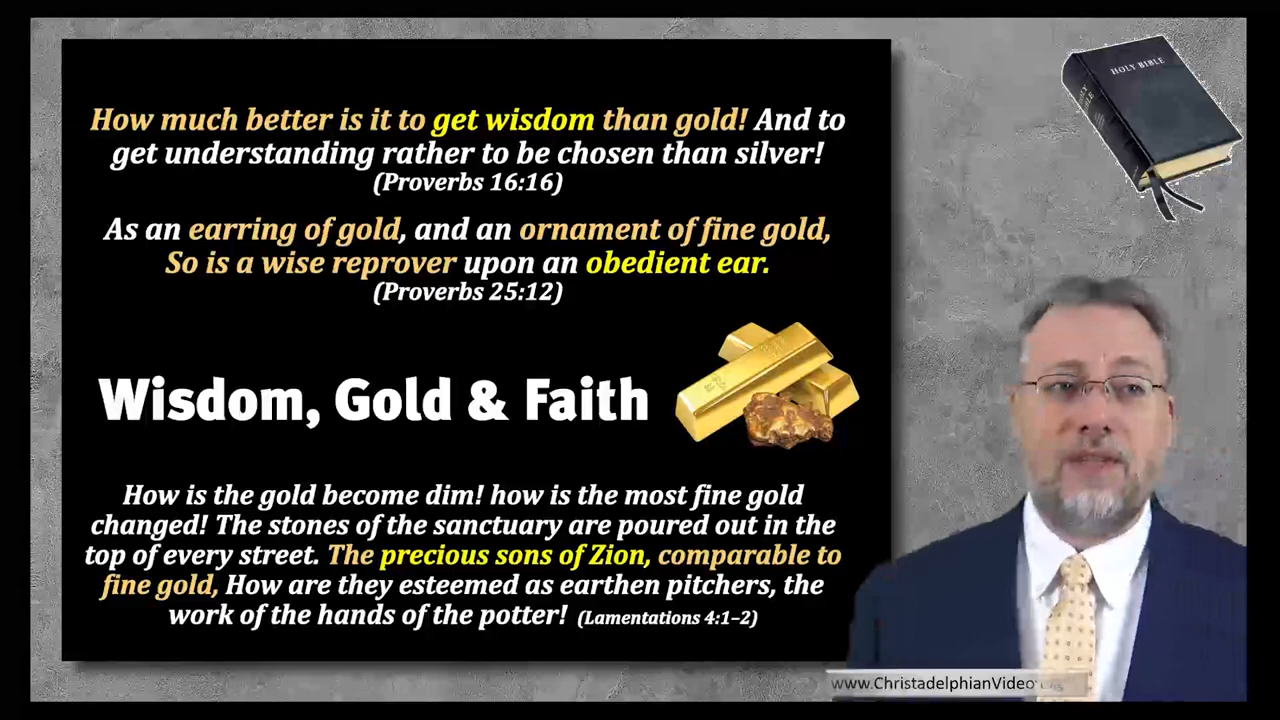 How much better is it to get wisdom than gold! And to
get understanding rather to be chosen than silver!
(Proverbs 16:16)
As an earring of gold, and an ornament of fine gold,
So is a wise reprover upon an obedient ear.
(Proverbs 25:12)
Wisdom, Gold & Faith
How is the gold become dim! how is the most fine gold
changed! The stones of the sanctuary are poured out in the
top of every street. The precious sons of Zion, comparable to
fine gold, How are they esteemed as earthen pitchers, the
work of the hands of the potter! (Lamentations 4:1–2)
HOLY BIBLE
HOLY BIBLE
www.ChristadelphianVideo